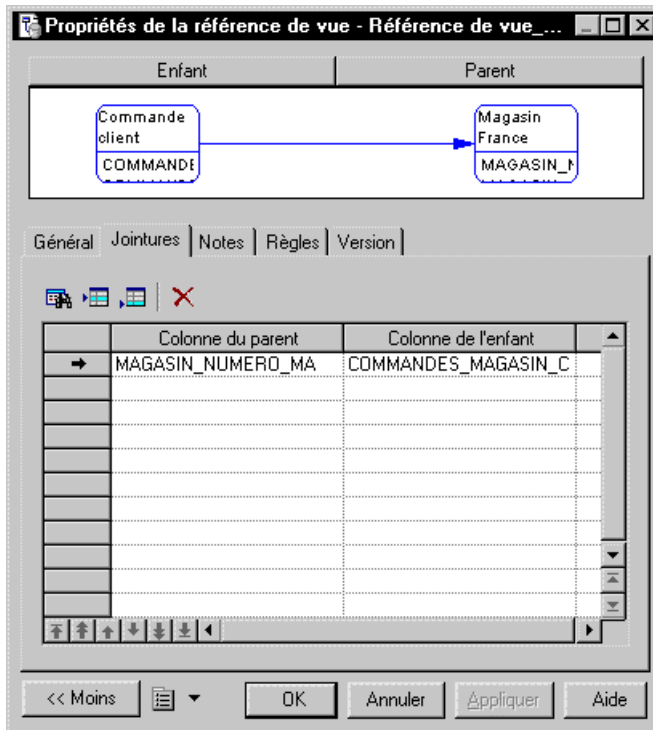 Propriétés de la référence de vue - Référence de vue_...
Enfant Parent
Commande
client
COMMANDE
Magasin
France
MAGASIN_N
Général Jointures Notes Règles Version
Colonne du parent Colonne de l'enfant
MAGASIN_NUMERO_MA COMMANDES_MAGASIN_C
<< Moins OK Annuler Appliquer Aide